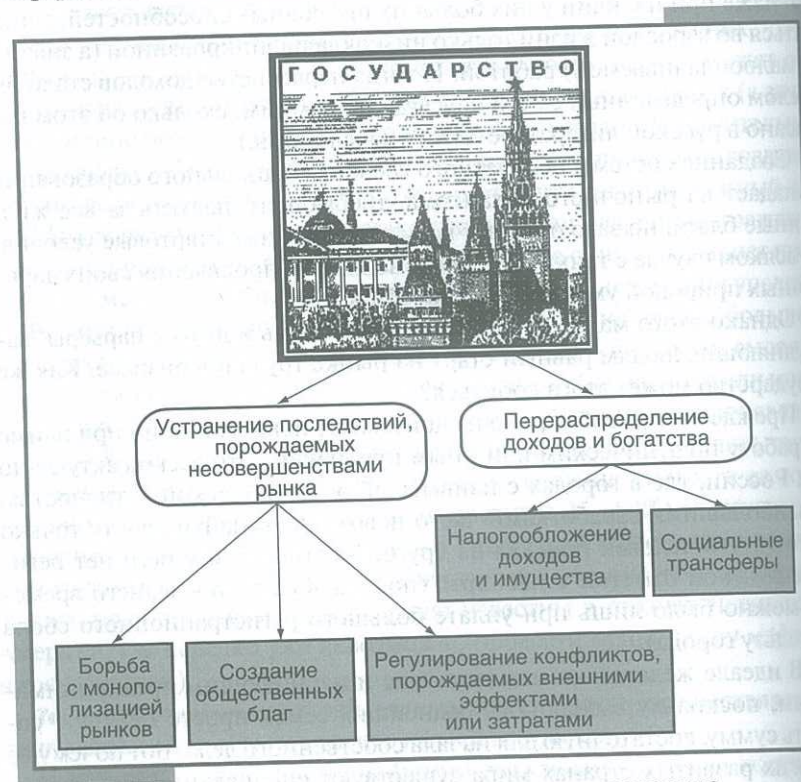 ГОСУДАРСТВО
Устранение последствий,
порожденных
несовершенствами
рынка
Перераспределение
доходов и богатства
Налогообложение
доходов
и имущества
Социальные
трансферы
Борьба
с монопо-
лизацией
рынков
Создание
общественных
благ
Регулирование конфликтов,
порождаемых внешними
эффектами
или затратами